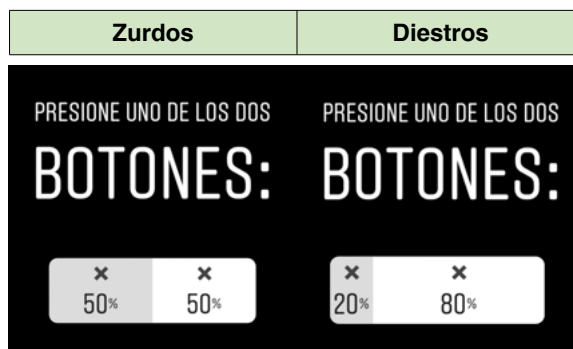 Zurdos
Diestros
PRESIONE UNO DE LOS DOS
BOTONES:
✕ ✕
50% 50%
PRESIONE UNO DE LOS DOS
BOTONES:
✕ ✕
20% 80%